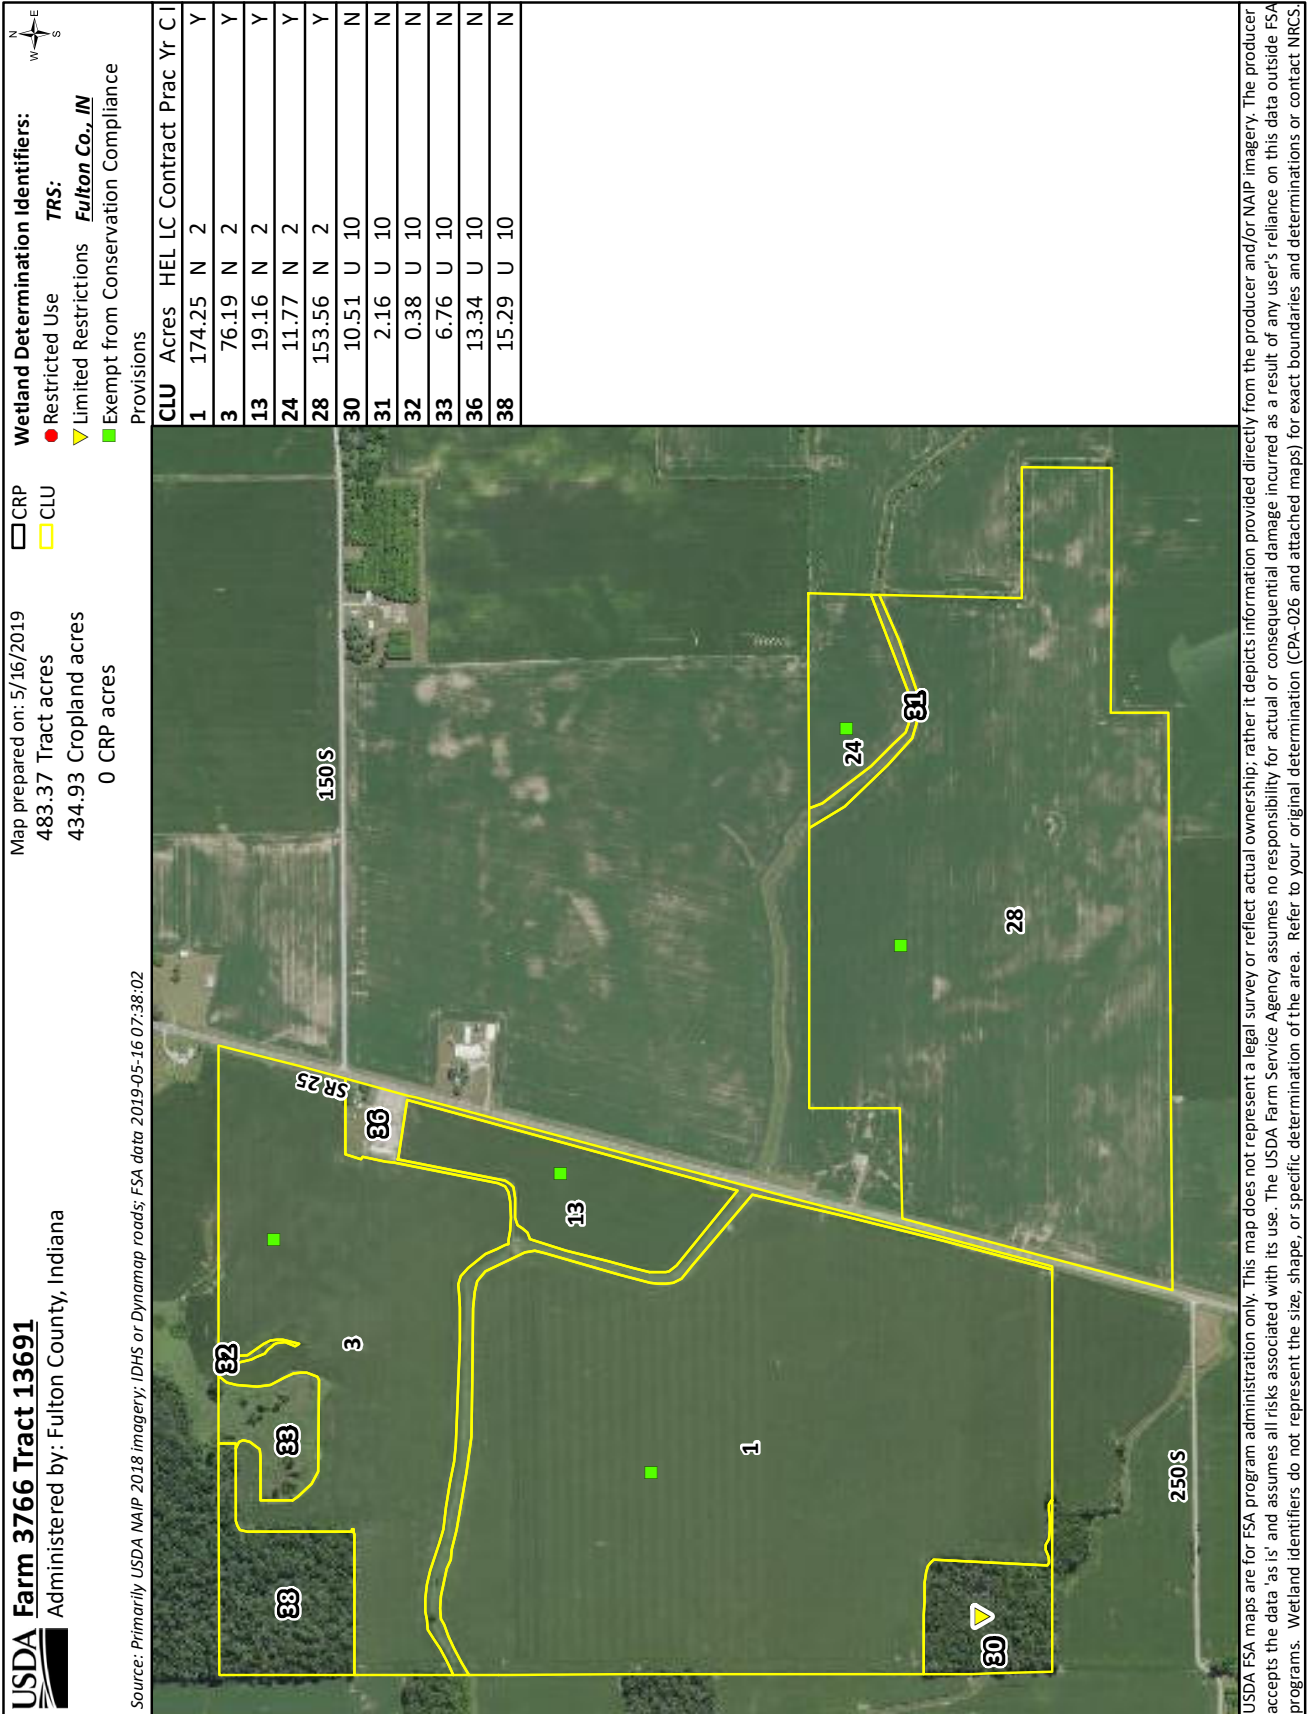 USDA Farm 3766 Tract 13691
Administered by: Fulton County, Indiana
Map prepared on: 5/16/2019
483.37 Tract acres
434.93 Cropland acres
0 CRP acres
CRP
CLU
Wetland Determination Identifiers:
Restricted Use
Limited Restrictions
Exempt from Conservation Compliance
Provisions
TRS:
Fulton Co., IN
N
E
S
W
Source: Primarily USDA NAIP 2018 imagery; IDHS or Dynamap roads; FSA data 2019-05-16 07:38:02
CLU Acres HEL LC Contract Prac Yr C I
1 174.25 N 2 Y
3 76.19 N 2 Y
13 19.16 N 2 Y
24 11.77 N 2 Y
28 153.56 N 2 Y
30 10.51 U 10 N
31 2.16 U 10 N
32 0.38 U 10 N
33 6.76 U 10 N
36 13.34 U 10 N
38 15.29 U 10 N
32
SR 25
150 S
38
33
3
36
13
1
24
31
30
28
250 S
USDA FSA maps are for FSA program administration only. This map does not represent a legal survey or reflect actual ownership; rather it depicts information provided directly from the producer and/or NAIP imagery. The producer
accepts the data 'as is' and assumes all risks associated with its use. The USDA Farm Service Agency assumes no responsibility for actual or consequential damage incurred as a result of any user's reliance on this data outside FSA
programs. Wetland identifiers do not represent the size, shape, or specific determination of the area. Refer to your original determination (CPA-026 and attached maps) for exact boundaries and determinations or contact NRCS.